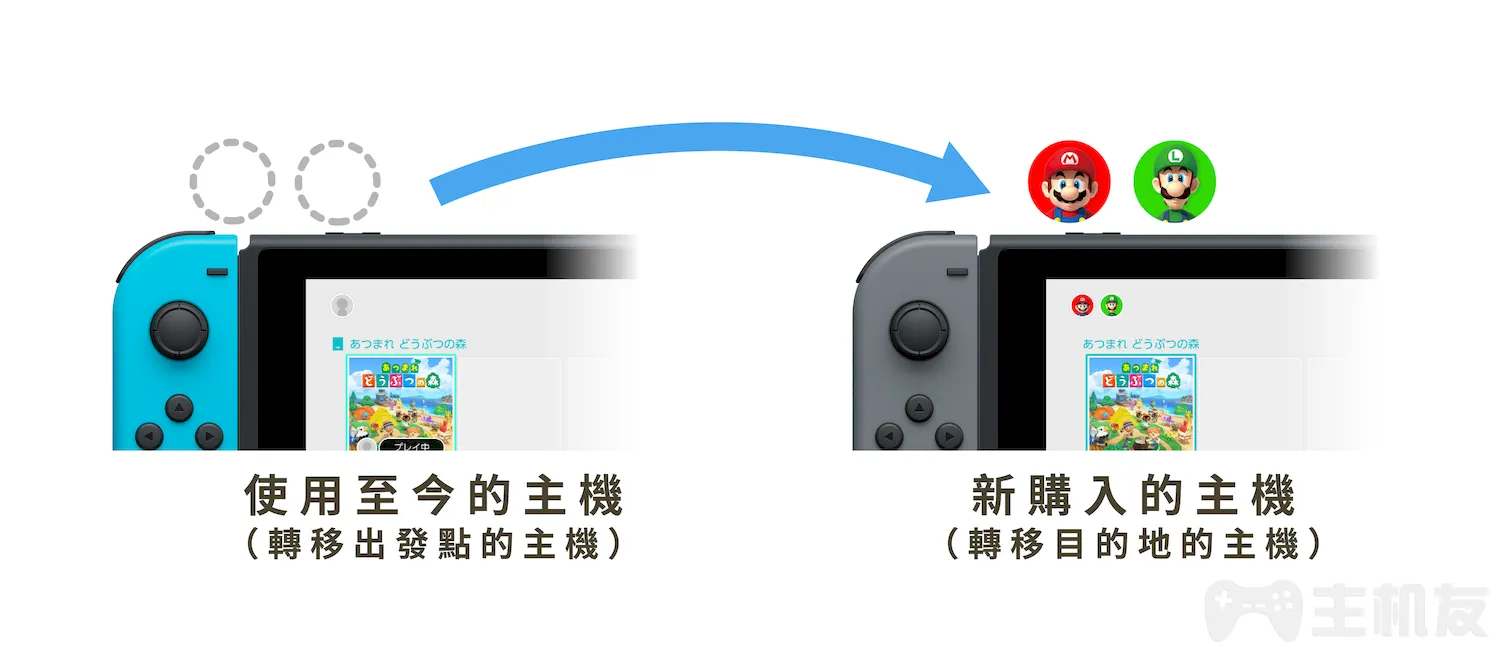 あつまれ どうぶつの森
あつまれ
どうぶつの森
プレイ中
使用至今的主機
（轉移出發點的主機）
M
L
あつまれ どうぶつの森
あつまれ
どうぶつの森
新購入的主機
（轉移目的地的主機）
主机友